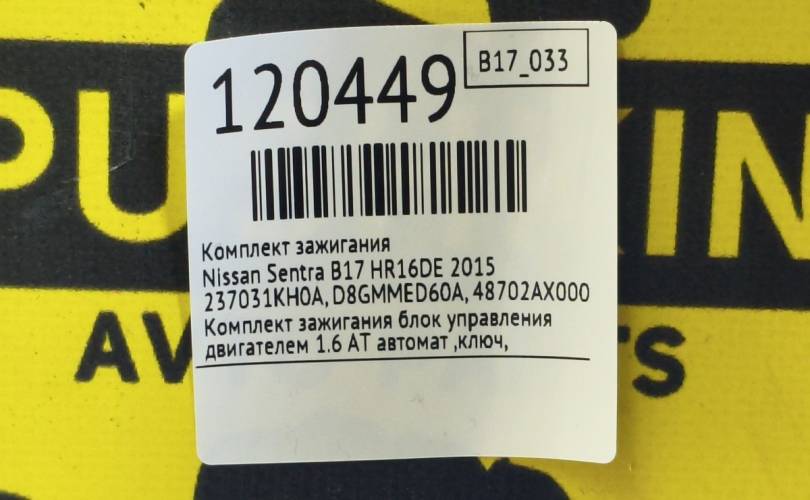 120449
B17_033
Комплект зажигания
Nissan Sentra B17 HR16DE 2015
237031KH0A, D8GMMED60A, 48702AX000
Комплект зажигания блок управления
двигателем 1.6 АТ автомат ,ключ,